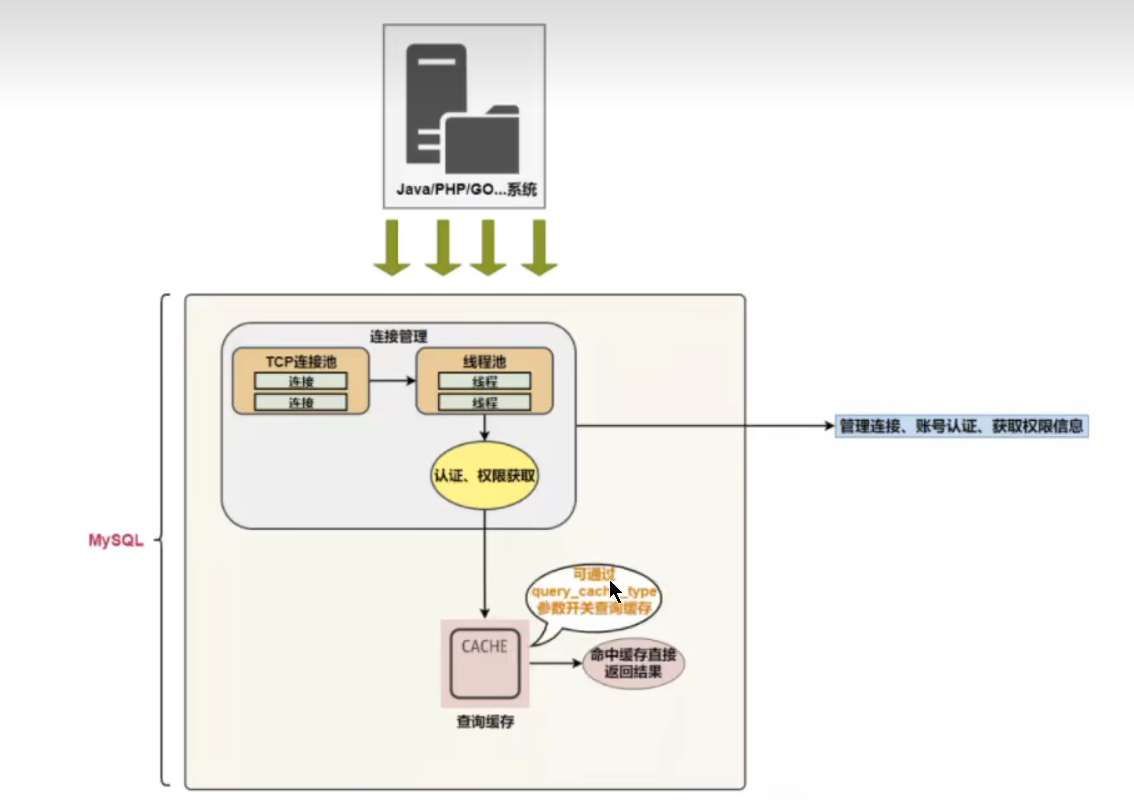 Java/PHP/GO...系统
连接管理
TCP连接池
连接
连接
线程池
线程
线程
认证、权限获取
管理连接、账号认证、获取权限信息
MySQL
可通过
query_cache_type
参数开关查询缓存
CACHE
命中缓存直接
返回结果
查询缓存